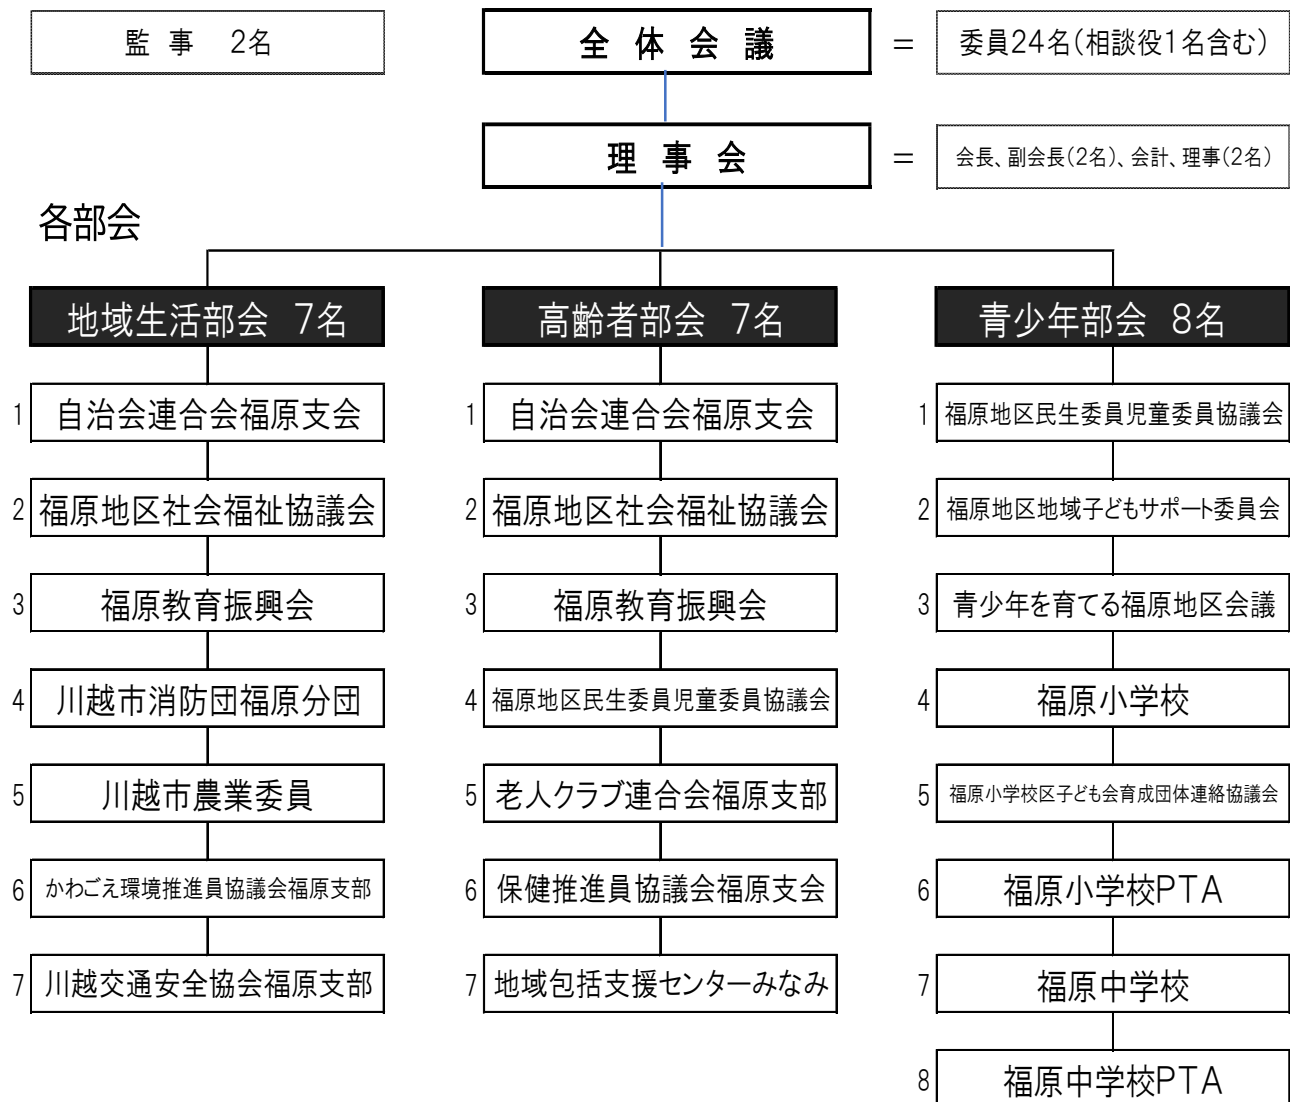 監 事　2名
全 体 会 議
＝
委員24名(相談役1名含む)
理 事 会
＝
会長、副会長(2名)、会計、理事(2名)
各部会
地域生活部会　7名
1 自治会連合会福原支会
2 福原地区社会福祉協議会
3 福原教育振興会
4 川越市消防団福原分団
5 川越市農業委員
6 かわごえ環境推進員協議会福原支部
7 川越交通安全協会福原支部
高齢者部会　7名
1 自治会連合会福原支会
2 福原地区社会福祉協議会
3 福原教育振興会
4 福原地区民生委員児童委員協議会
5 老人クラブ連合会福原支部
6 保健推進員協議会福原支会
7 地域包括支援センターみなみ
青少年部会　8名
1 福原地区民生委員児童委員協議会
2 福原地区地域子どもサポート委員会
3 青少年を育てる福原地区会議
4 福原小学校
5 福原小学校区子ども会育成団体連絡協議会
6 福原小学校PTA
7 福原中学校
8 福原中学校PTA